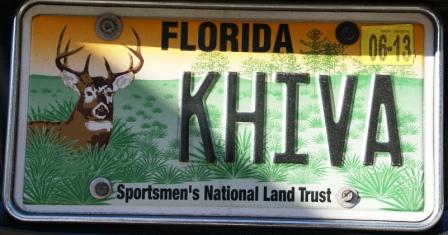 FLORIDA
06-13
KHIVA
Sportsmen's National Land Trust